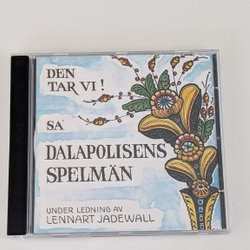 DEN
TAR VI!
SA'
DALAPOLISENS
SPELMÄN
UNDER LEDNING AV
LENNART JADEWALL